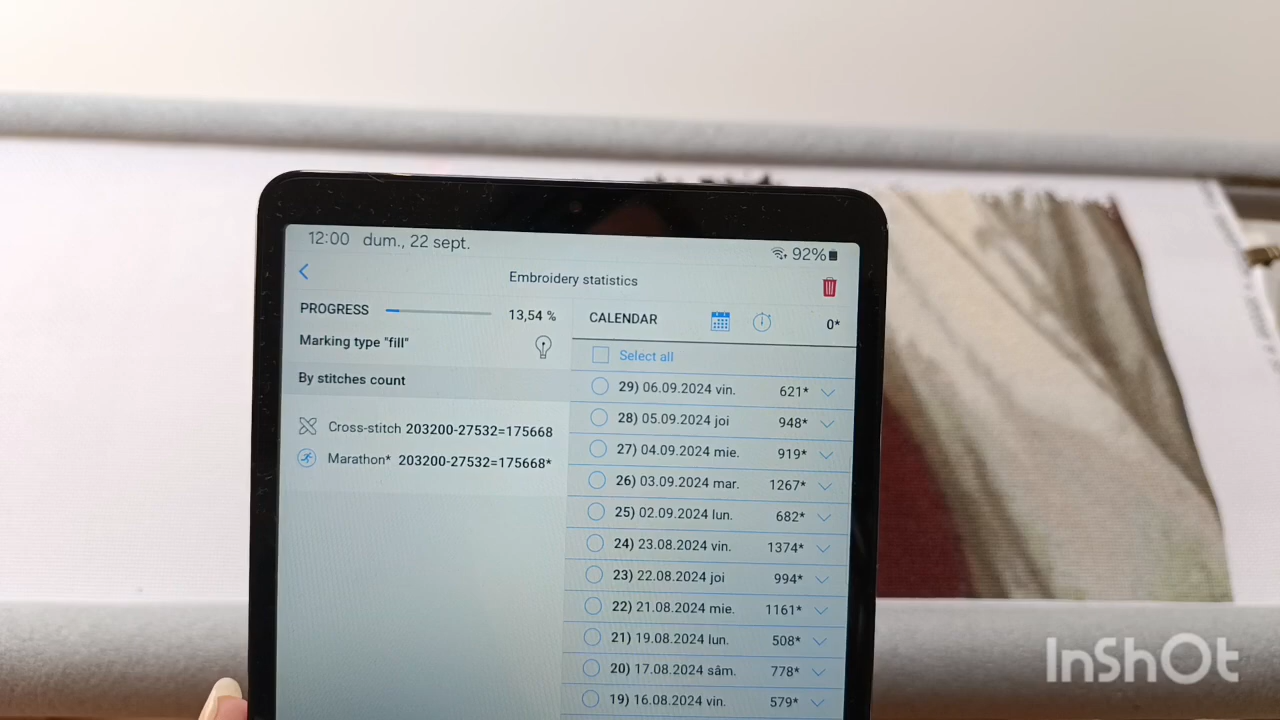 12:00 dum., 22 sept. 92%
Embroidery statistics
PROGRESS 13,54 %
Marking type "fill"
By stitches count
Cross-stitch 203200-27532=175668
Marathon* 203200-27532=175668*
CALENDAR 0*
Select all
29) 06.09.2024 vin. 621*
28) 05.09.2024 joi 948*
27) 04.09.2024 mie. 919*
26) 03.09.2024 mar. 1267*
25) 02.09.2024 lun. 682*
24) 23.08.2024 vin. 1374*
23) 22.08.2024 joi 994*
22) 21.08.2024 mie. 1161*
21) 19.08.2024 lun. 508*
20) 17.08.2024 sâm. 778*
19) 16.08.2024 vin. 579*
InShOt